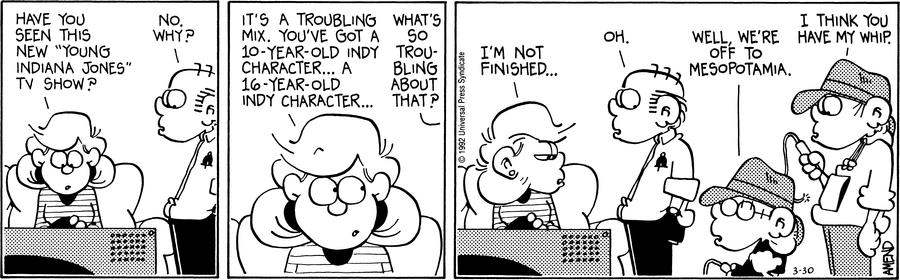 HAVE YOU
SEEN THIS
NEW "YOUNG
INDIANA JONES"
TV SHOW?
NO,
WHY?
IT'S A TROUBLING
MIX. YOU'VE GOT A
10-YEAR-OLD INDY
CHARACTER... A
16-YEAR-OLD
INDY CHARACTER...
WHAT'S
SO
TROU-
BLING
ABOUT
THAT?
I'M NOT
FINISHED...
OH.
WELL, WE'RE
OFF TO
MESOPOTAMIA.
I THINK YOU
HAVE MY WHIP.
© 1992 Universal Press Syndicate
3-30
AMEND